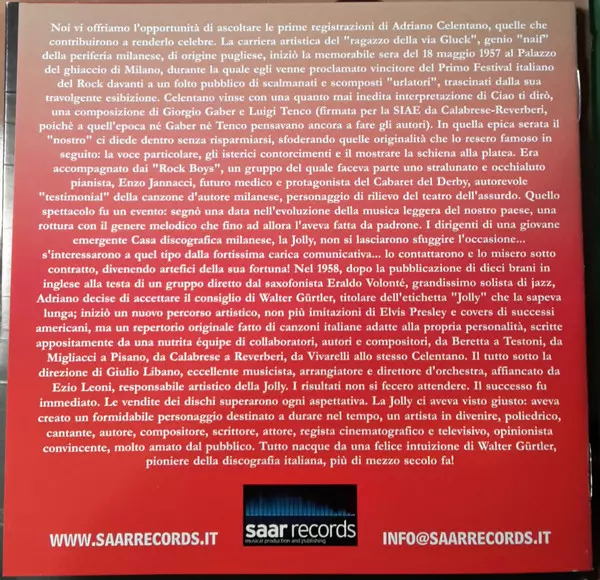 Noi vi offriamo l'opportunità di ascoltare le prime registrazioni di Adriano Celentano, quelle che
contribuirono a renderlo celebre. La carriera artistica del "ragazzo della via Gluck", genio "naif"
della periferia milanese, di origine pugliese, iniziò la memorabile sera del 18 maggio 1957 al Palazzo
del ghiaccio di Milano, durante la quale egli venne proclamato vincitore del Primo Festival italiano
del Rock davanti a un folto pubblico di scalmanati e scomposti "urlatori", trascinati dalla sua
travolgente esibizione. Celentano vinse con una quanto mai inedita interpretazione di Ciao ti dirò,
una composizione di Giorgio Gaber e Luigi Tenco (firmata per la SIAE da Calabrese-Reverberi,
poichè a quell'epoca né Gaber né Tenco pensavano ancora a fare gli autori). In quella epica serata il
"nostro" ci diede dentro senza risparmiarsi, sfoderando quelle originalità che lo resero famoso in
seguito: la voce particolare, gli isterici contorcimenti e il mostrare la schiena alla platea. Era
accompagnato dai "Rock Boys", un gruppo del quale faceva parte uno stralunato e occhialuto
pianista, Enzo Jannacci, futuro medico e protagonista del Cabaret del Derby, autorevole
"testimonial" della canzone d'autore milanese, personaggio di rilievo del teatro dell'assurdo. Quello
spettacolo fu un evento: segnò una data nell'evoluzione della musica leggera del nostro paese, una
rottura con il genere melodico che fino ad allora l'aveva fatta da padrone. I dirigenti di una giovane
emergente Casa discografica milanese, la Jolly, non si lasciarono sfuggire l'occasione...
s'interessarono a quel tipo dalla fortissima carica comunicativa... lo contattarono e lo misero sotto
contratto, divenendo artefici della sua fortuna! Nel 1958, dopo la pubblicazione di dieci brani in
inglese alla testa di un gruppo diretto dal saxofonista Eraldo Volonté, grandissimo solista di jazz,
Adriano decise di accettare il consiglio di Walter Gürtler, titolare dell'etichetta "Jolly" che la sapeva
lunga; iniziò un nuovo percorso artistico, non più imitazioni di Elvis Presley e covers di successi
americani, ma un repertorio originale fatto di canzoni italiane adatte alla propria personalità, scritte
appositamente da una nutrita équipe di collaboratori, autori e compositori, da Beretta a Testoni, da
Migliacci a Pisano, da Calabrese a Reverberi, da Vivarelli allo stesso Celentano. Il tutto sotto la
direzione di Giulio Libano, eccellente musicista, arrangiatore e direttore d'orchestra, affiancato da
Ezio Leoni, responsabile artistico della Jolly. I risultati non si fecero attendere. Il successo fu
immediato. Le vendite dei dischi superarono ogni aspettativa. La Jolly ci aveva visto giusto: aveva
creato un formidabile personaggio destinato a durare nel tempo, un artista in divenire, poliedrico,
cantante, autore, compositore, scrittore, attore, regista cinematografico e televisivo, opinionista
convincente, molto amato dal pubblico. Tutto nacque da una felice intuizione di Walter Gürtler,
pioniere della discografia italiana, più di mezzo secolo fa!
saar records
musical production and publishing
WWW.SAARRECORDS.IT
INFO@SAARRECORDS.IT